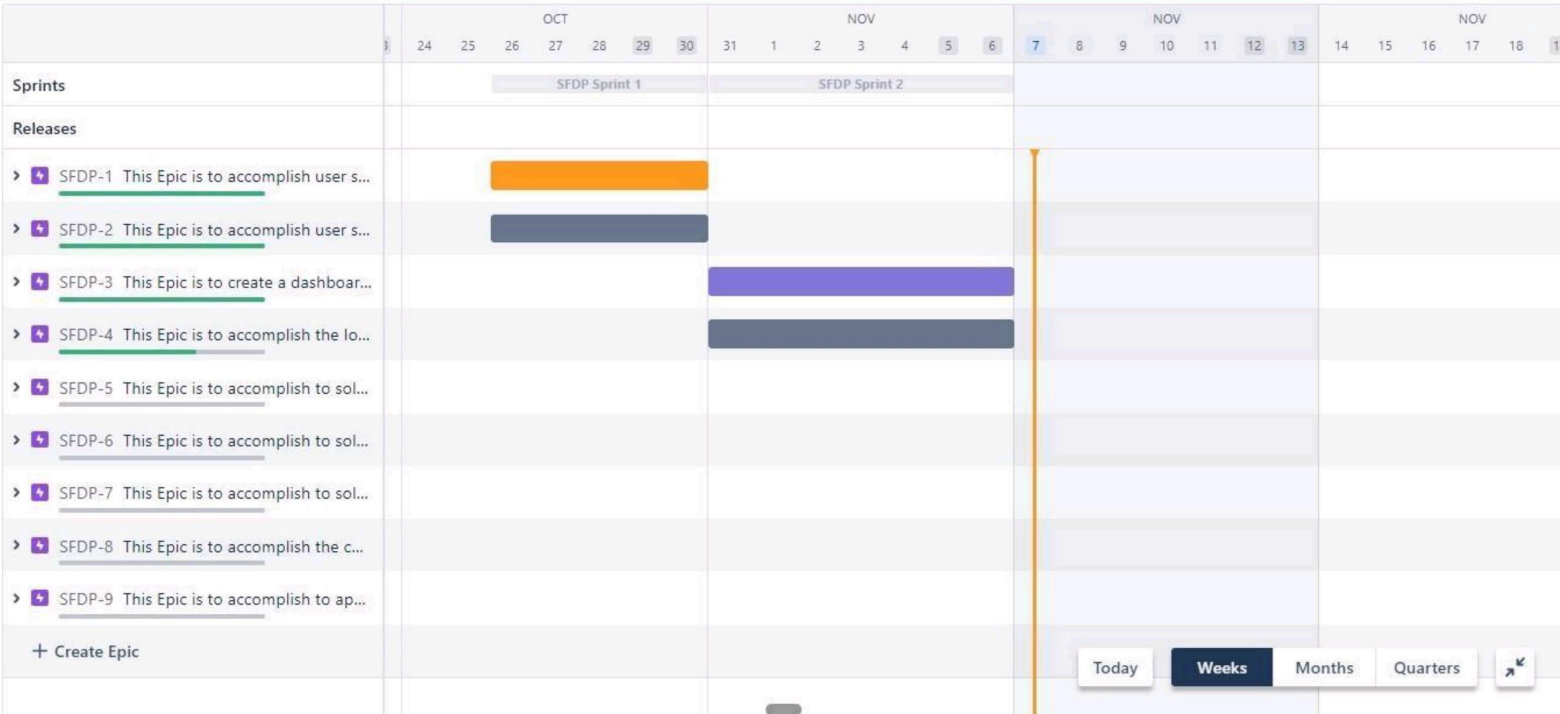 OCT NOV NOV NOV
24 25 26 27 28 29 30 31 1 2 3 4 5 6 7 8 9 10 11 12 13 14 15 16 17 18
Sprints SFDP Sprint 1 SFDP Sprint 2
Releases
SFDP-1 This Epic is to accomplish user s...
SFDP-2 This Epic is to accomplish user s...
SFDP-3 This Epic is to create a dashboar...
SFDP-4 This Epic is to accomplish the lo...
SFDP-5 This Epic is to accomplish to sol...
SFDP-6 This Epic is to accomplish to sol...
SFDP-7 This Epic is to accomplish to sol...
SFDP-8 This Epic is to accomplish the c...
SFDP-9 This Epic is to accomplish to ap...
+ Create Epic
Today Weeks Months Quarters